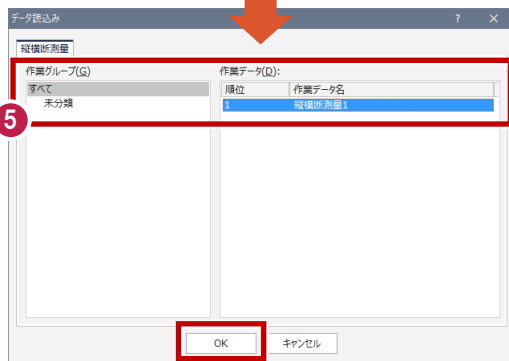 データ読込み ? ×
縦横断測量
作業グループ(G) 作業データ(D):
すべて 順位 作業データ名
未分類 1 縦横断測量1
5
OK キャンセル